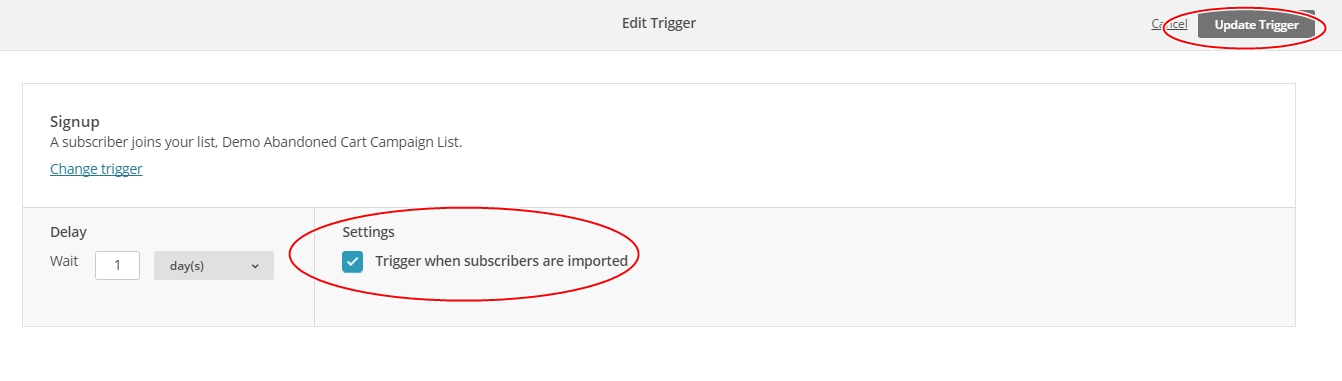 Edit Trigger
Cancel
Update Trigger
Signup
A subscriber joins your list, Demo Abandoned Cart Campaign List.
Change trigger
Delay
Wait 1 day(s)
Settings
Trigger when subscribers are imported